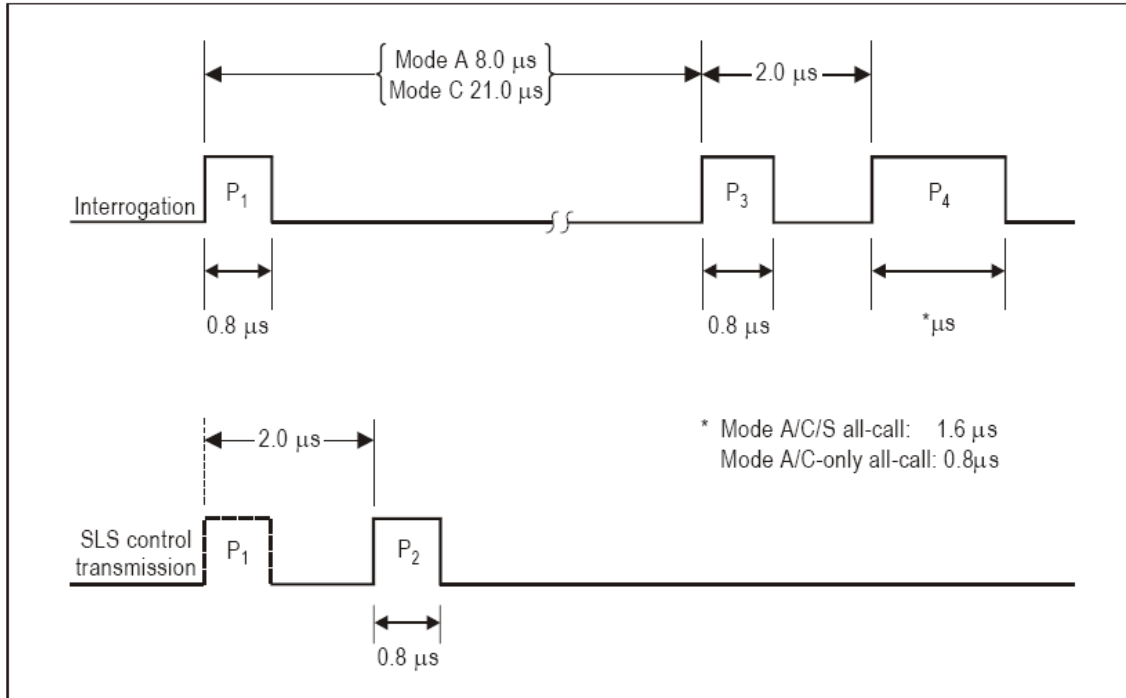 Mode A 8.0 µs
Mode C 21.0 µs
2.0 µs
Interrogation
P1
P3
P4
0.8 µs
0.8 µs
*µs
2.0 µs
* Mode A/C/S all-call: 1.6 µs
Mode A/C-only all-call: 0.8µs
SLS control
transmission
P1
P2
0.8 µs